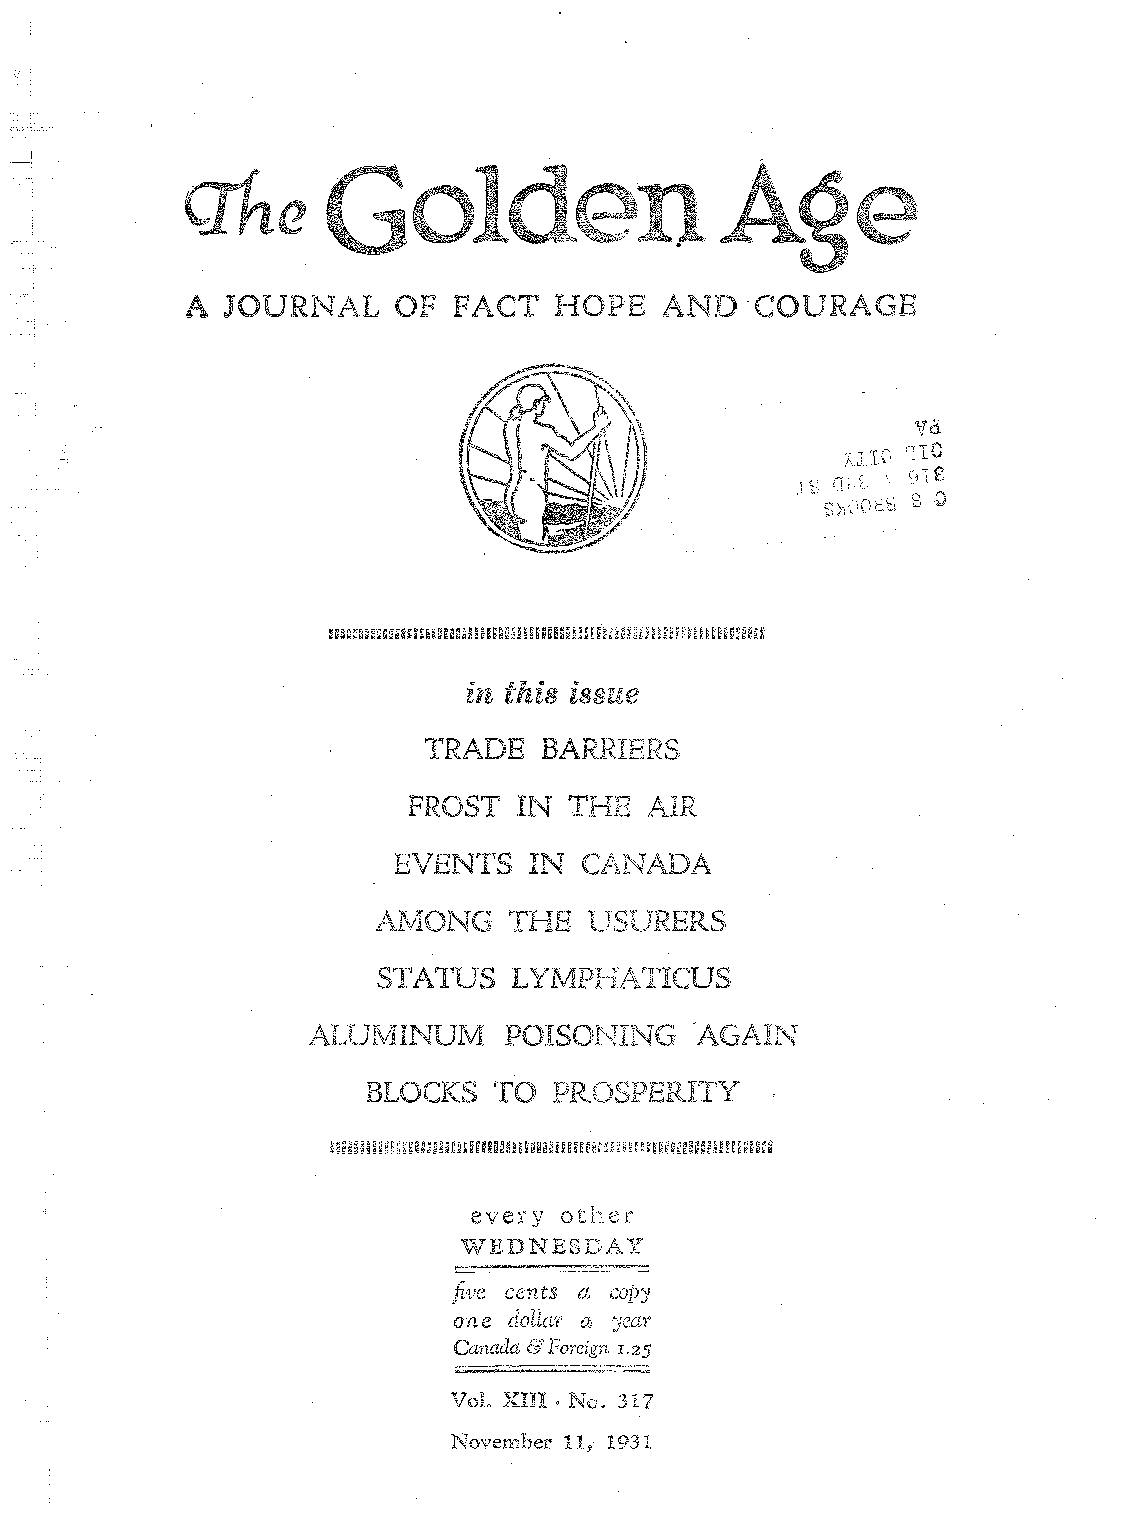 The Golden Age
A JOURNAL OF FACT HOPE AND COURAGE
C S BROOKS
316 3RD ST
OIL CITY
PA
in this issue
TRADE BARRIERS
FROST IN THE AIR
EVENTS IN CANADA
AMONG THE USURERS
STATUS LYMPHATICUS
ALUMINUM POISONING AGAIN
BLOCKS TO PROSPERITY
every other
WEDNESDAY
five cents a copy
one dollar a year
Canada & Foreign 1.25
Vol. XIII · No. 317
November 11, 1931